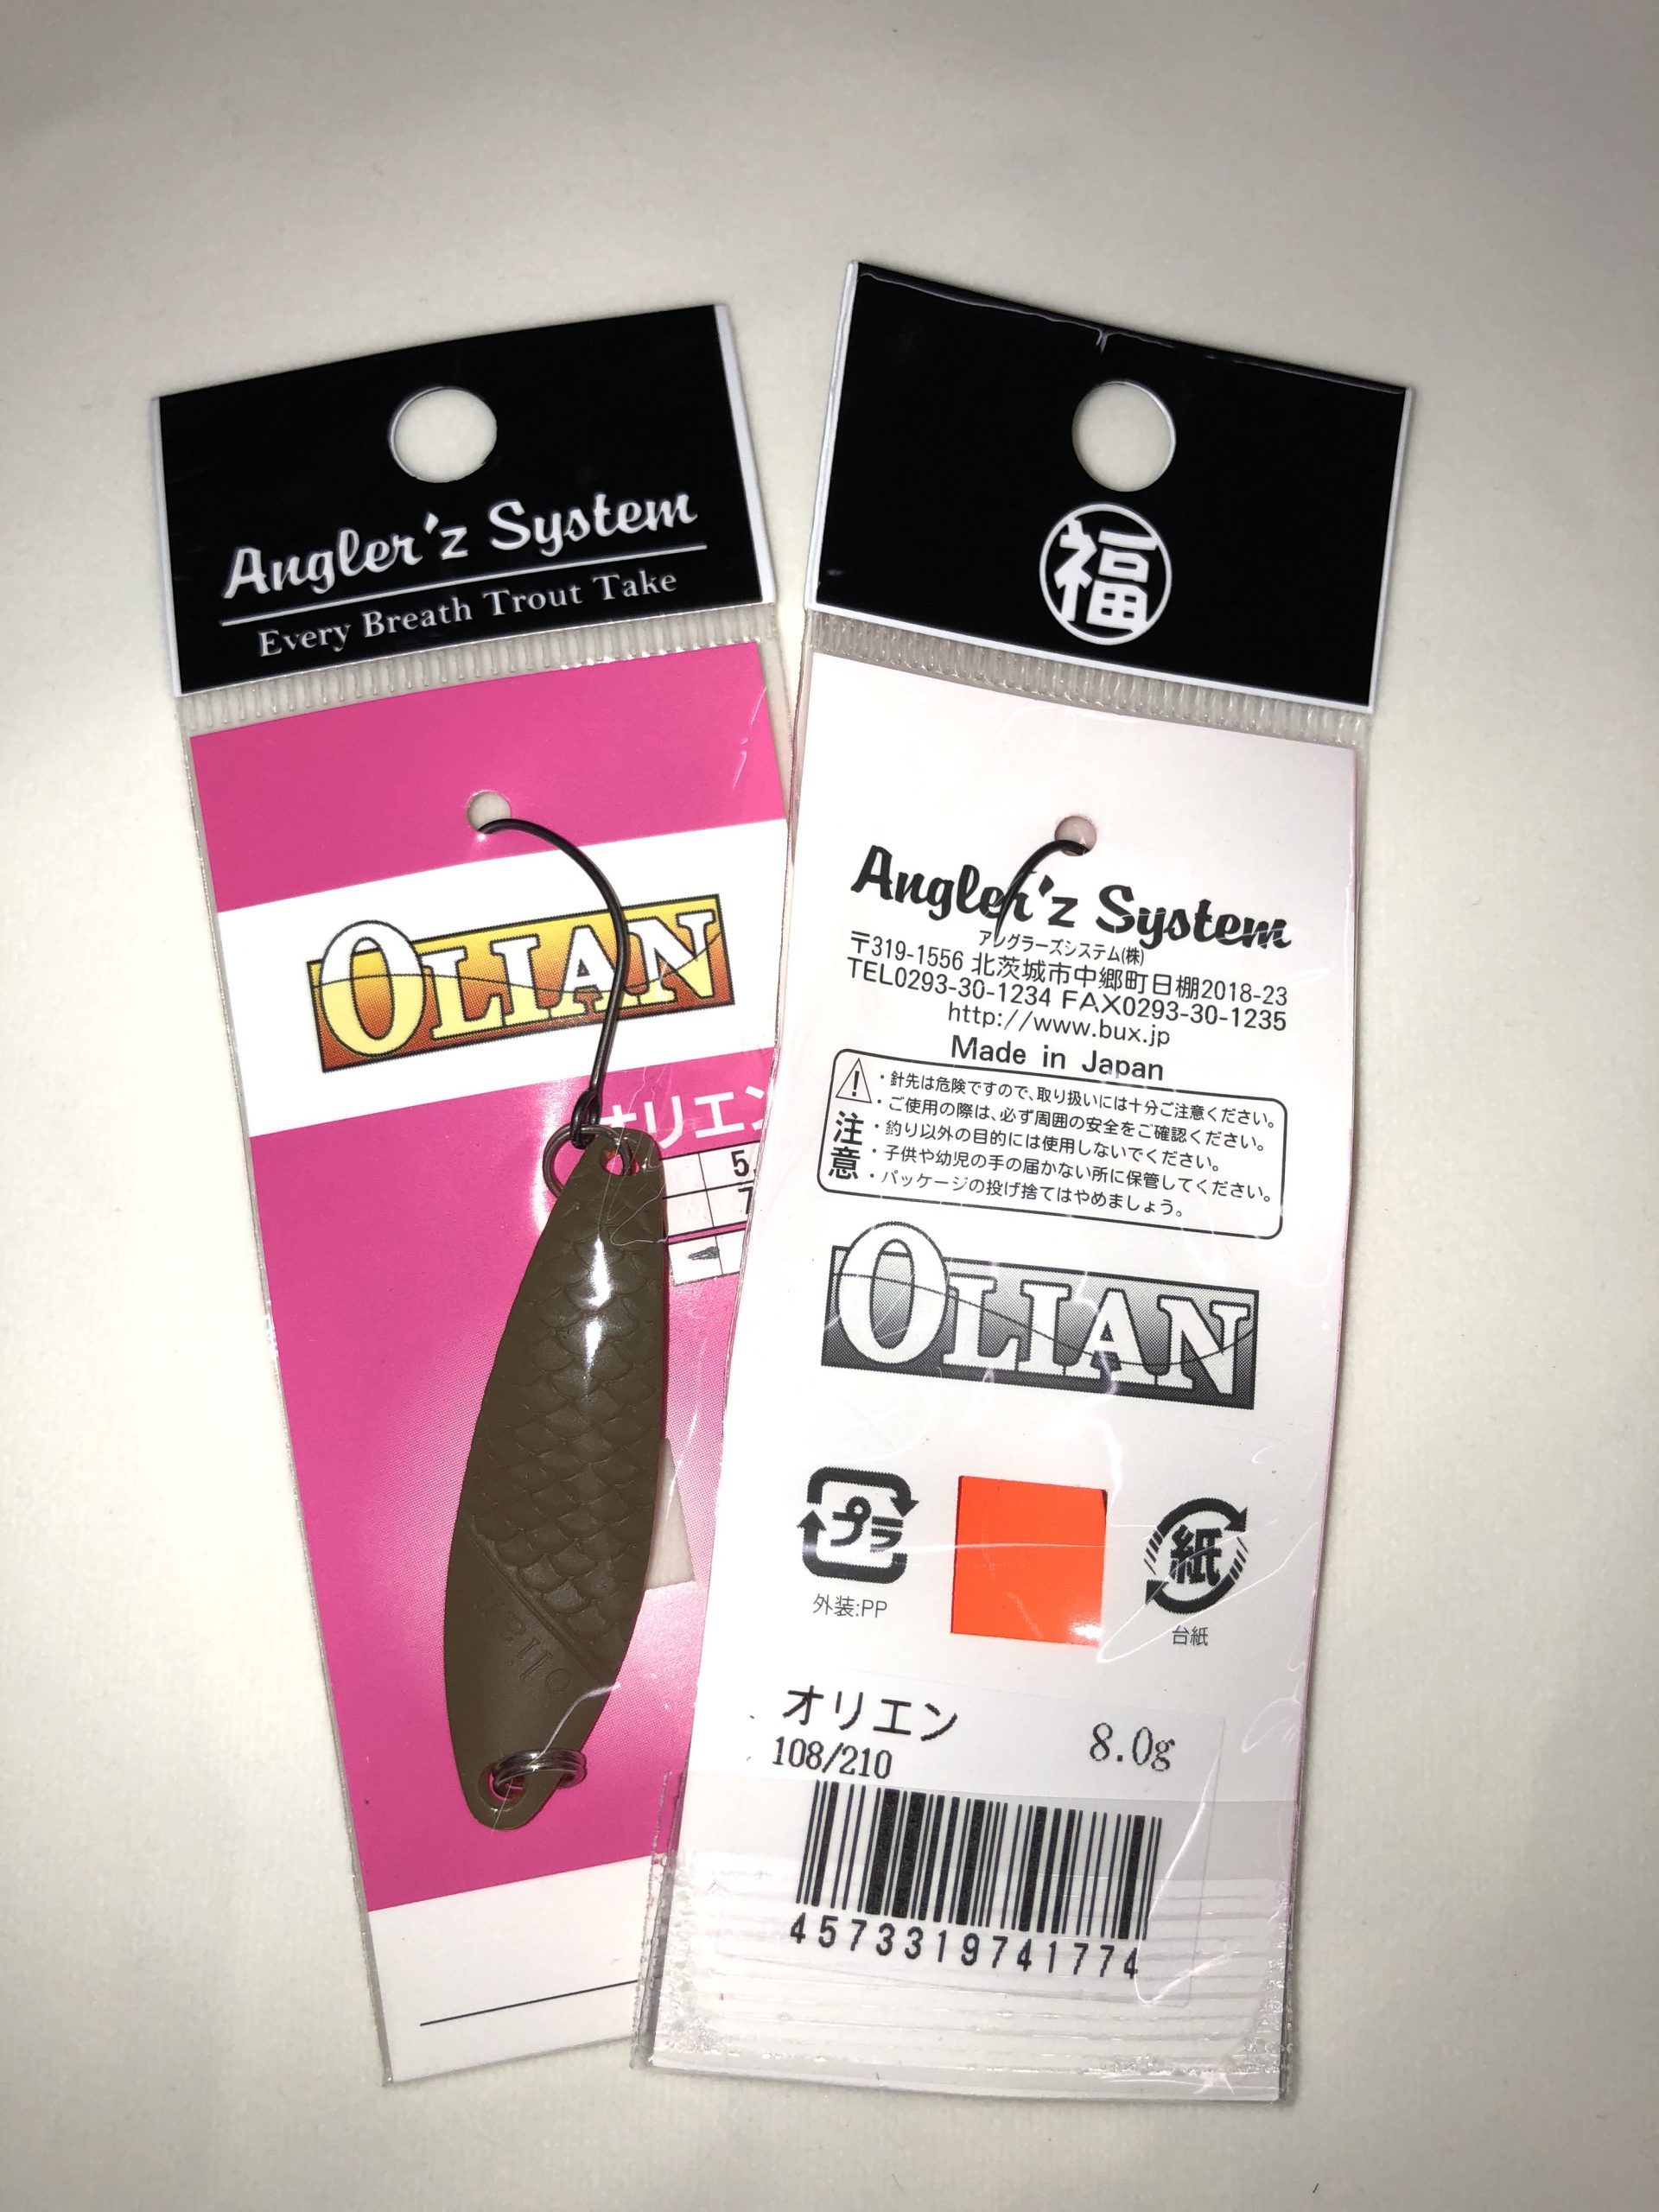 Angler'z System
Every Breath Trout Take
OLIAN
オリエン
5.
7
福
Angler'z System
アングラーズシステム(株)
〒319-1556 北茨城市中郷町日棚2018-23
TEL0293-30-1234 FAX0293-30-1235
http://www.bux.jp
Made in Japan
注意
・針先は危険ですので、取り扱いには十分ご注意ください。
・ご使用の際は、必ず周囲の安全をご確認ください。
・釣り以外の目的には使用しないでください。
・子供や幼児の手の届かない所に保管してください。
・パッケージの投げ捨てはやめましょう。
OLIAN
プラ
外装:PP
紙
台紙
オリエン
108/210
8.0g
4573319741774